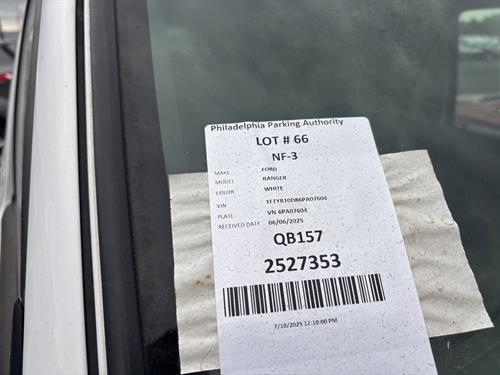 Philadelphia Parking Authority
LOT # 66
NF-3
MAKE FORD
MODEL RANGER
COLOR WHITE
VIN 1FTYR10D86PA07604
PLATE VN 6PA07604
RECEIVED DATE 06/06/2025
QB157
2527353
7/10/2025 12:10:00 PM